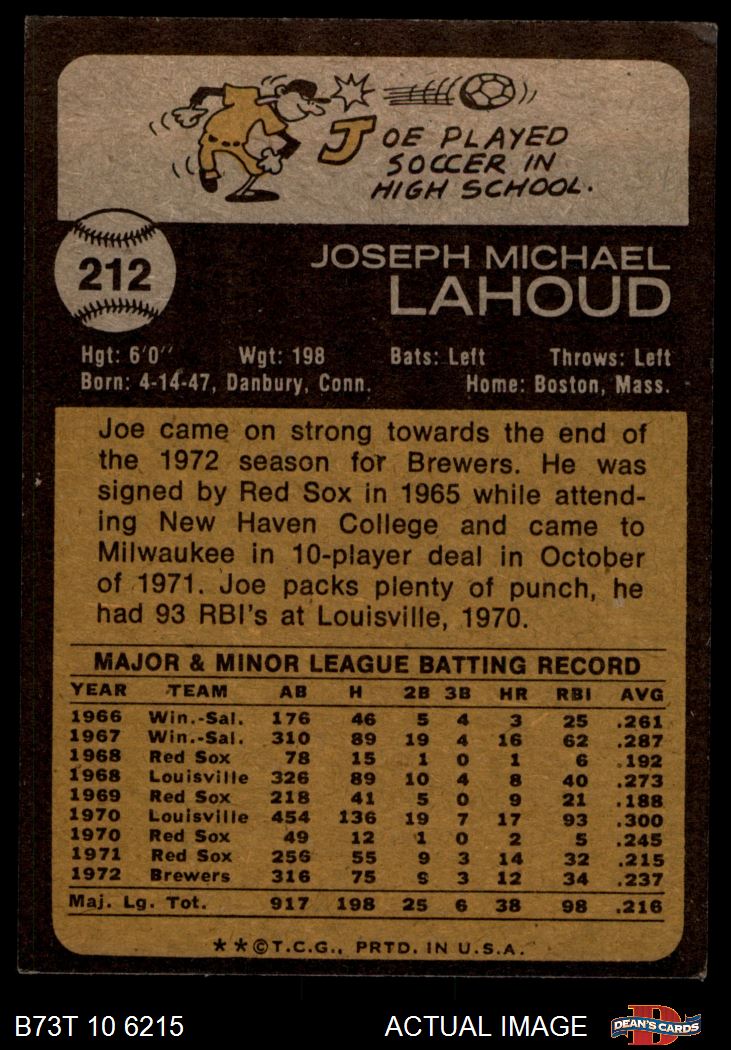 JOE PLAYED
SOCCER IN
HIGH SCHOOL.
212
JOSEPH MICHAEL
LAHOUD
Hgt: 6'0'' Wgt: 198 Bats: Left Throws: Left
Born: 4-14-47, Danbury, Conn. Home: Boston, Mass.
Joe came on strong towards the end of
the 1972 season for Brewers. He was
signed by Red Sox in 1965 while attend-
ing New Haven College and came to
Milwaukee in 10-player deal in October
of 1971. Joe packs plenty of punch, he
had 93 RBI's at Louisville, 1970.
MAJOR & MINOR LEAGUE BATTING RECORD
YEAR TEAM AB H 2B 3B HR RBI AVG
1966 Win.-Sal. 176 46 5 4 3 25 .261
1967 Win.-Sal. 310 89 19 4 16 62 .287
1968 Red Sox 78 15 1 0 1 6 .192
1968 Louisville 326 89 10 4 8 40 .273
1969 Red Sox 218 41 5 0 9 21 .188
1970 Louisville 454 136 19 7 17 93 .300
1970 Red Sox 49 12 1 0 2 5 .245
1971 Red Sox 256 55 9 3 14 32 .215
1972 Brewers 316 75 9 3 12 34 .237
Maj. Lg. Tot. 917 198 25 6 38 98 .216
**©T.C.G., PRTD. IN U.S.A.
B73T 10 6215 ACTUAL IMAGE
D
DEAN'S CARDS